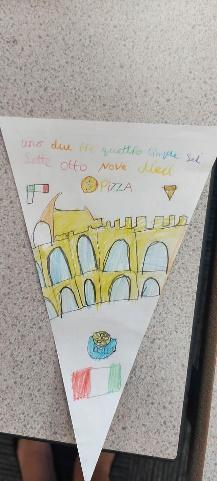 uno due tre quattro cinque sei
sette otto Nove dieci
PIZZA